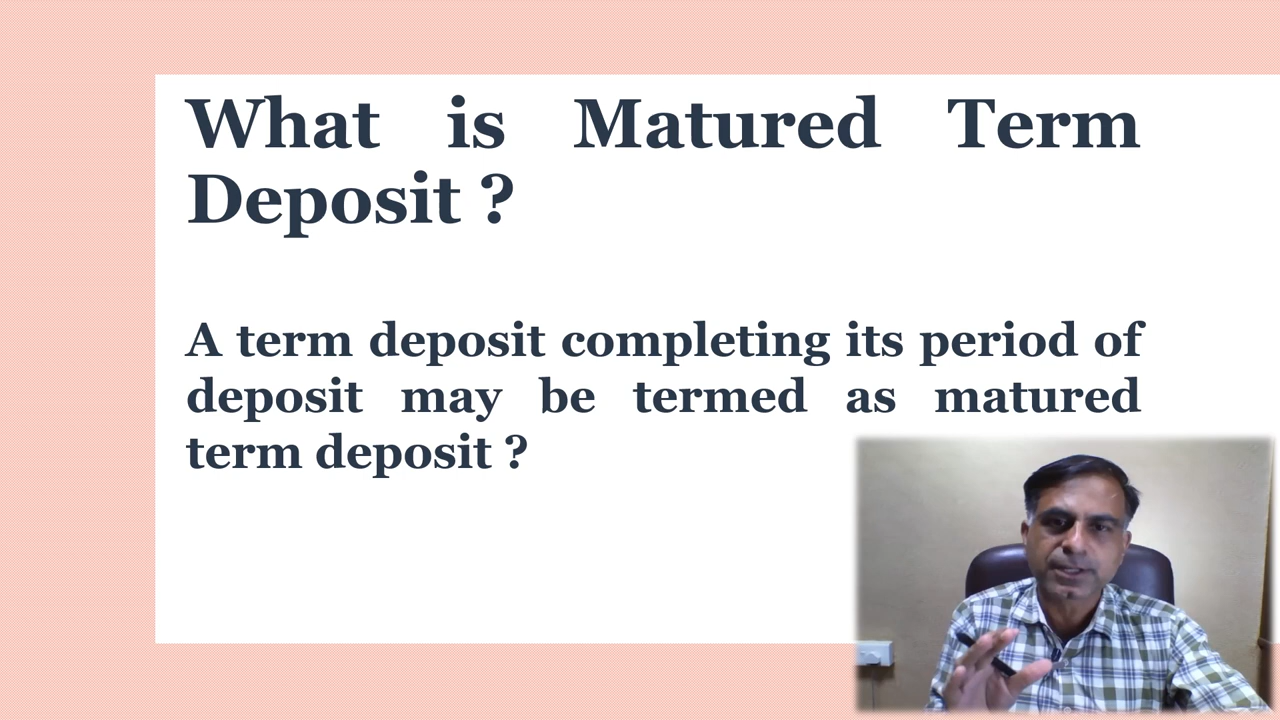 What is Matured Term
Deposit ?
A term deposit completing its period of
deposit may be termed as matured
term deposit ?